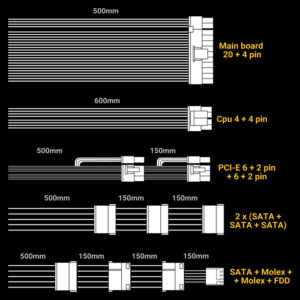 500mm
Main board
20 + 4 pin
600mm
Cpu 4 + 4 pin
500mm 150mm
PCI-E 6 + 2 pin
+ 6 + 2 pin
500mm 150mm 150mm
2 x (SATA +
SATA + SATA)
500mm 150mm 150mm 150mm
SATA + Molex +
+ Molex + FDD